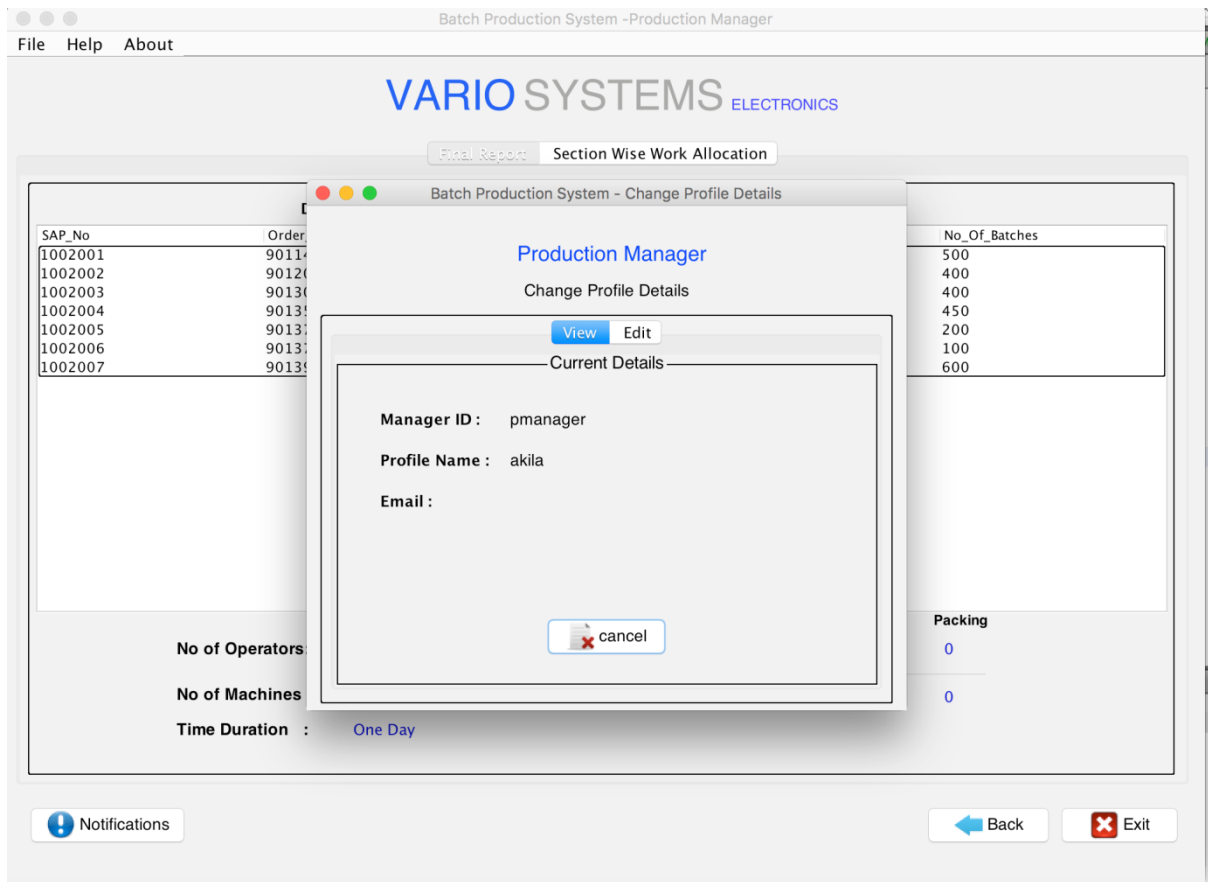 Batch Production System -Production Manager
File Help About
VARIO SYSTEMS ELECTRONICS
Final Report Section Wise Work Allocation
Batch Production System - Change Profile Details
SAP_No No_Of_Batches
1002001 500
1002002 400
1002003 400
1002004 450
1002005 200
1002006 100
1002007 600
Production Manager
Change Profile Details
View Edit
Current Details
Manager ID : pmanager
Profile Name : akila
Email :
cancel
Packing
No of Operators 0
No of Machines 0
Time Duration : One Day
Notifications Back Exit